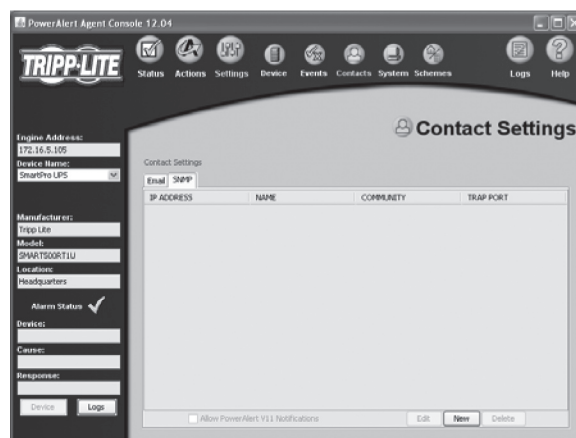 PowerAlert Agent Console 12.04
TRIPP·LITE
Status Actions Settings Device Events Contacts System Schemes Logs Help
Contact Settings
Engine Address:
172.16.5.105
Device Name:
SmartPro UPS
Manufacturer:
Tripp Lite
Model:
SMART500RT1U
Location:
Headquarters
Alarm Status
Device:
Cause:
Response:
Device Logs
Contact Settings
Email SNMP
IP ADDRESS NAME COMMUNITY TRAP PORT
Allow PowerAlert V11 Notifications
Edit New Delete